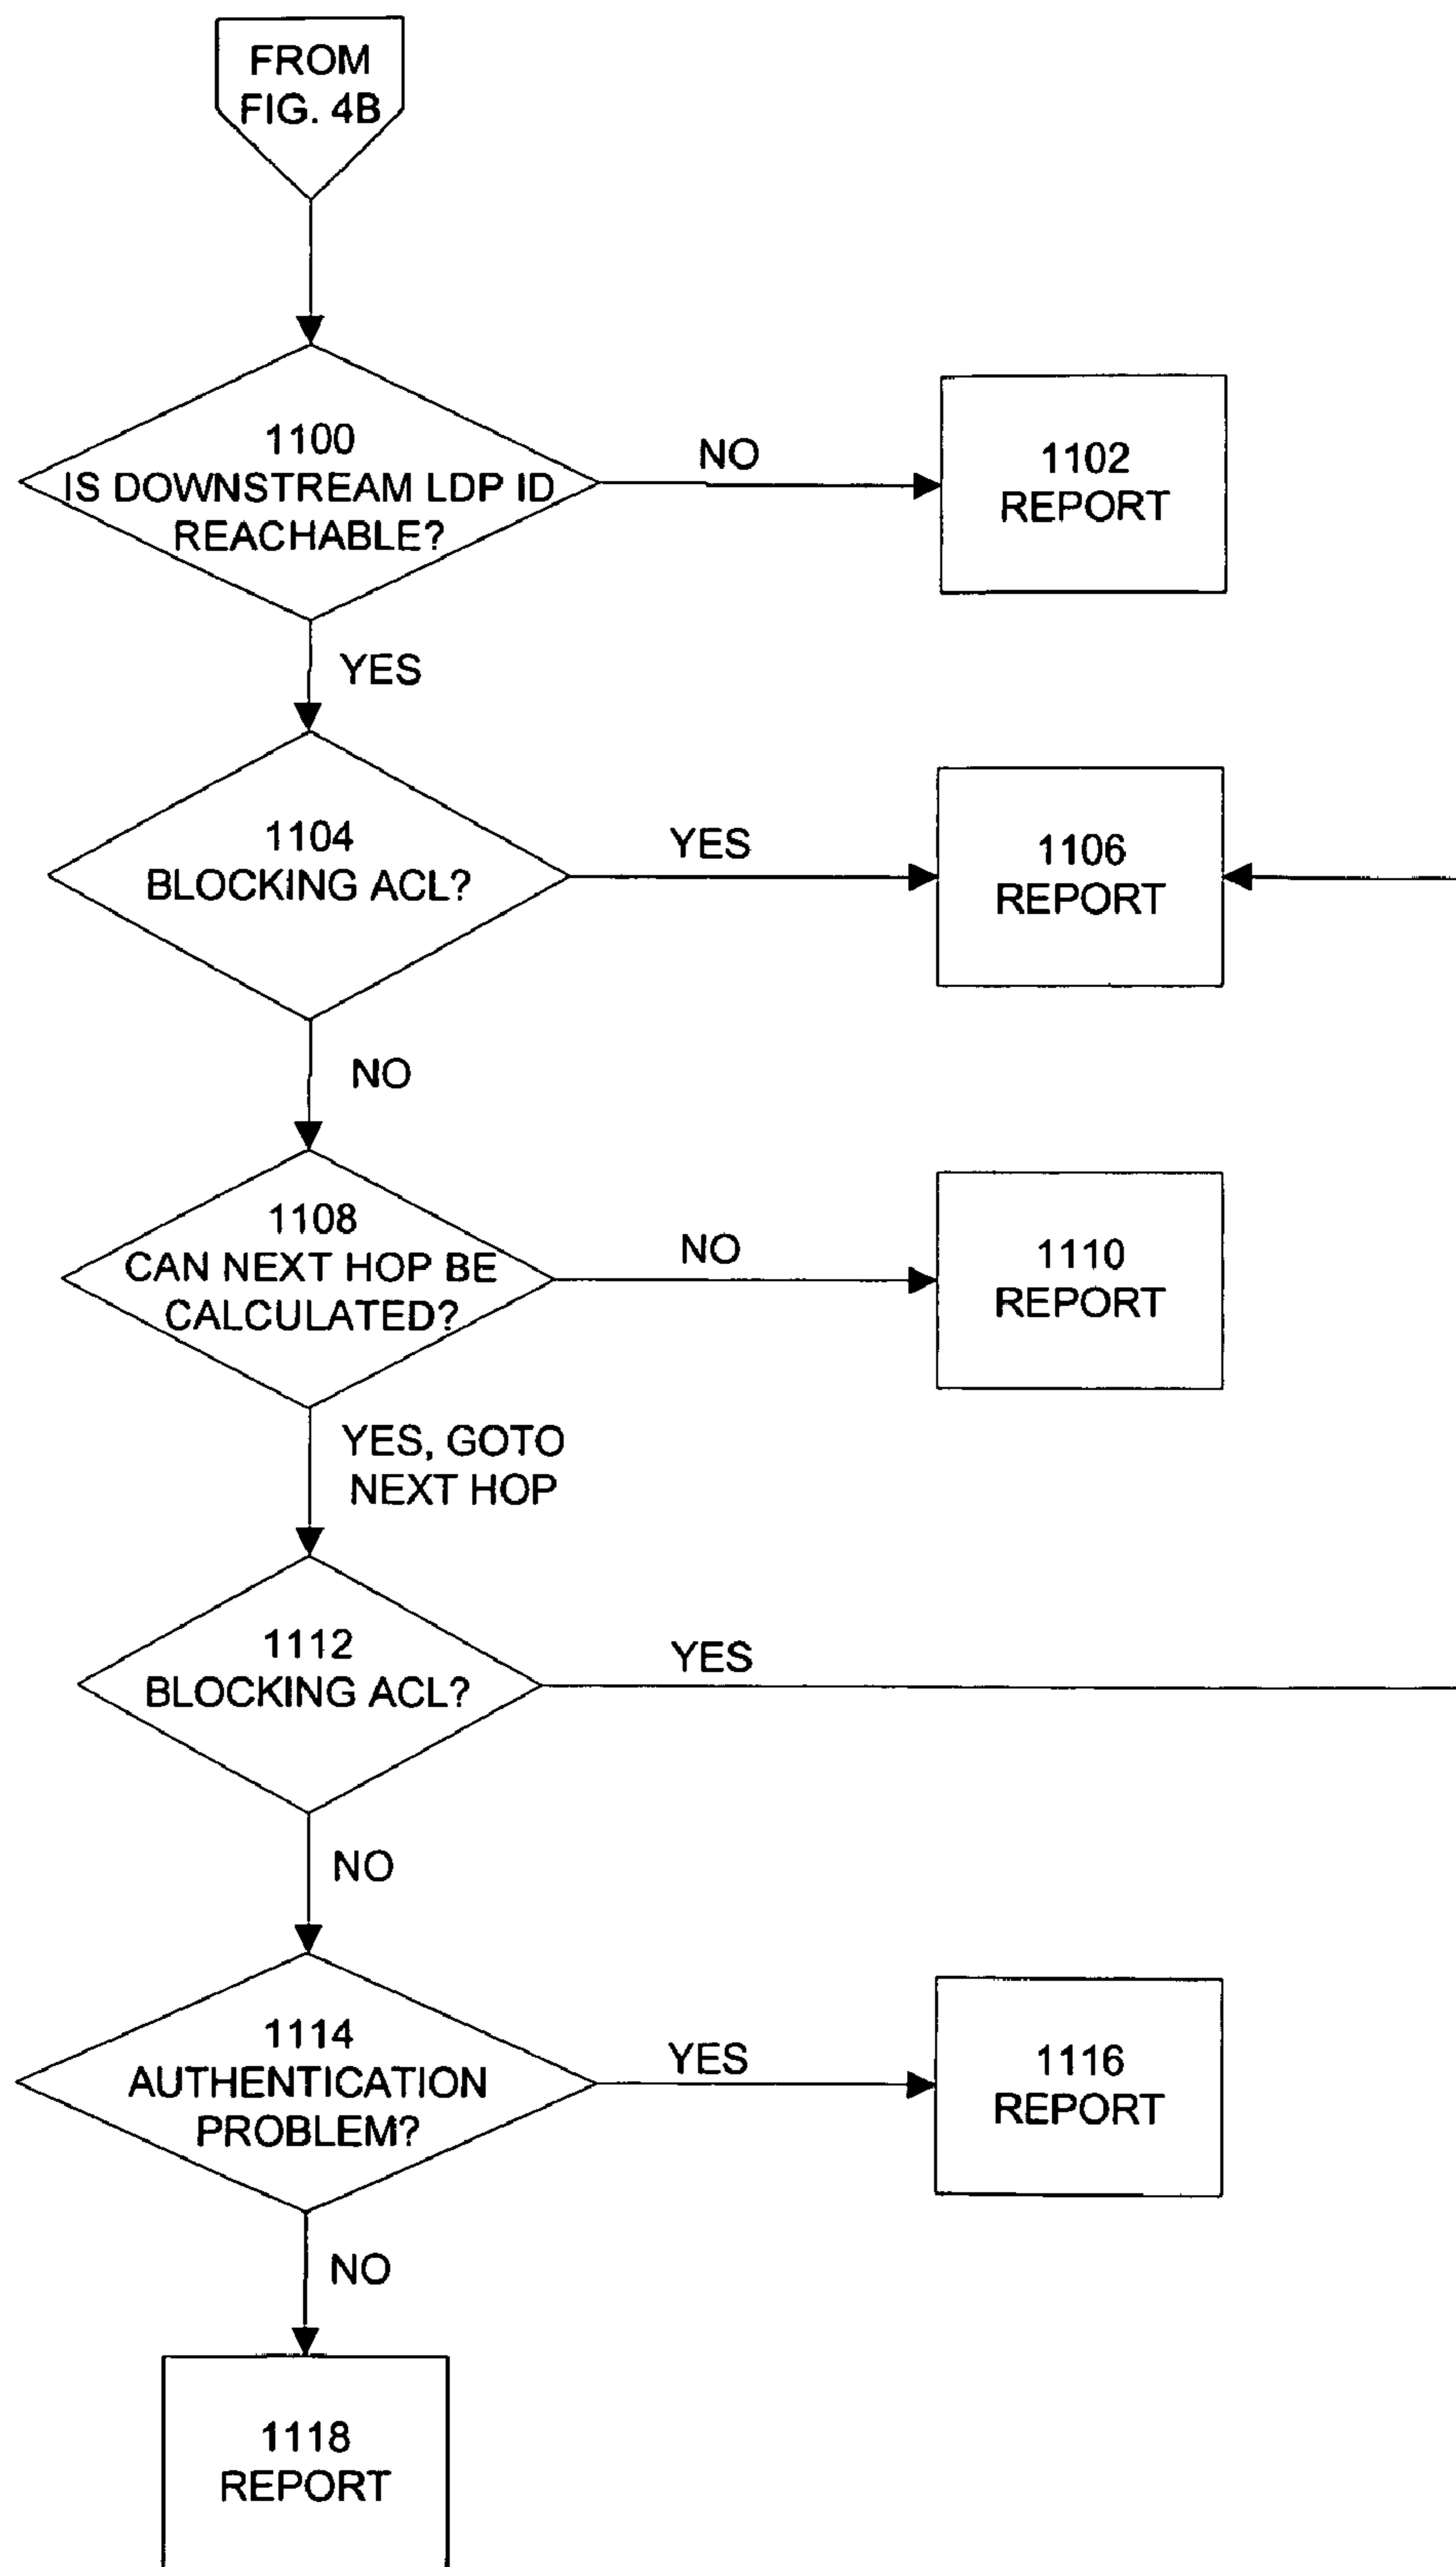 FROM
FIG. 4B
1100
IS DOWNSTREAM LDP ID
REACHABLE?
NO
1102
REPORT
YES
1104
BLOCKING ACL?
YES
1106
REPORT
NO
1108
CAN NEXT HOP BE
CALCULATED?
NO
1110
REPORT
YES, GOTO
NEXT HOP
1112
BLOCKING ACL?
YES
NO
1114
AUTHENTICATION
PROBLEM?
YES
1116
REPORT
NO
1118
REPORT